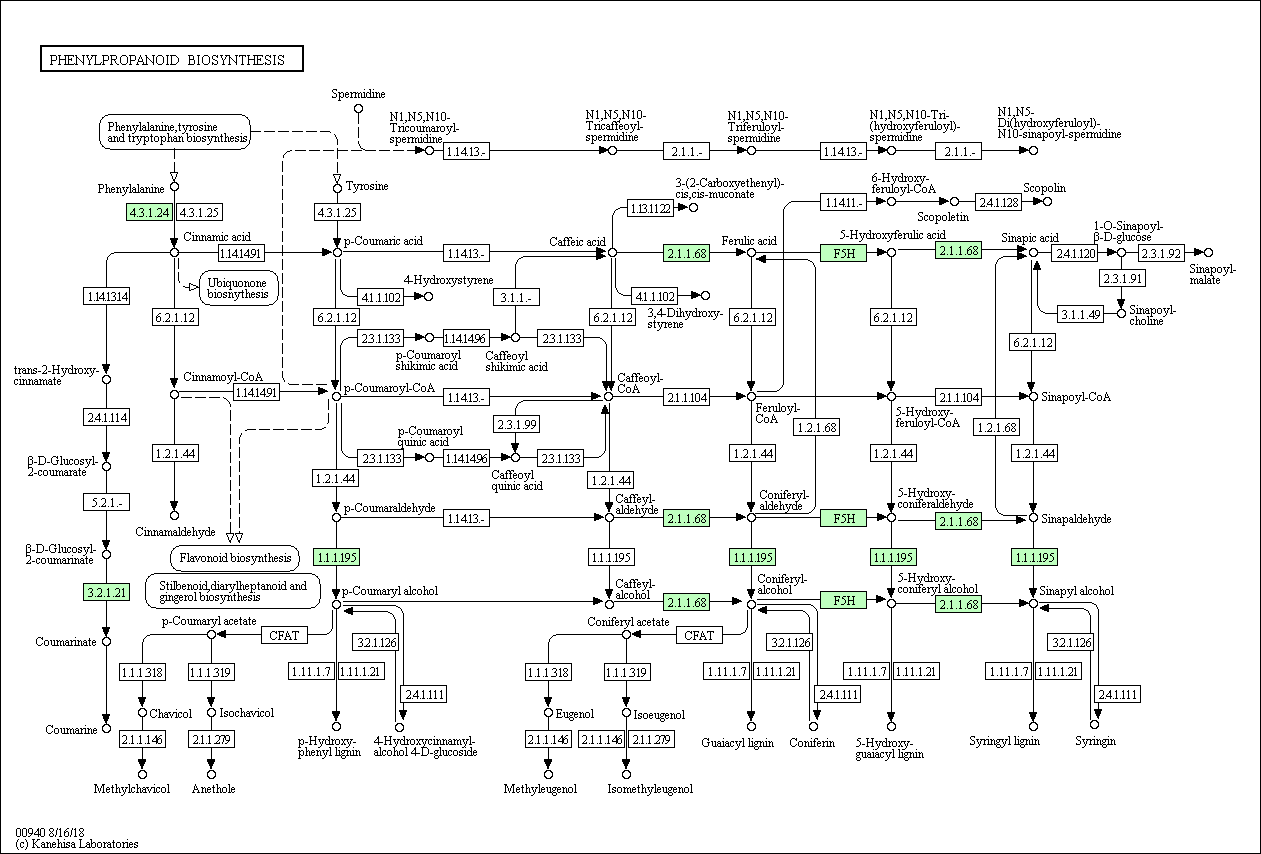 PHENYLPROPANOID BIOSYNTHESIS
Spermidine
N1,N5,N10-
Tricoumaroyl-
spermidine
N1,N5,N10-
Tricaffeoyl-
spermidine
N1,N5,N10-
Triferuloyl-
spermidine
N1,N5,N10-Tri-
(hydroxyferuloyl)-
spermidine
N1,N5-
Di(hydroxyferuloyl)-
N10-sinapoyl-spermidine
Phenylalanine,tyrosine
and tryptophan biosynthesis
1.14.13.-
2.1.1.-
1.14.13.-
2.1.1.-
Phenylalanine
Tyrosine
3-(2-Carboxyethenyl)-
cis,cis-muconate
6-Hydroxy-
feruloyl-CoA
Scopolin
4.3.1.24
4.3.1.25
4.3.1.25
1.13.11.22
1.14.11.-
Scopoletin
2.4.1.128
Cinnamic acid
p-Coumaric acid
Caffeic acid
Ferulic acid
5-Hydroxyferulic acid
Sinapic acid
1-O-Sinapoyl-
β-D-glucose
1.14.14.91
1.14.13.-
2.1.1.68
F5H
2.1.1.68
2.4.1.120
2.3.1.92
Sinapoyl-
malate
Ubiquonone
biosnythesis
4-Hydroxystyrene
2.3.1.91
1.14.13.14
4.1.1.102
3.1.1.-
4.1.1.102
3,4-Dihydroxy-
styrene
3.1.1.49
Sinapoyl-
choline
6.2.1.12
6.2.1.12
6.2.1.12
6.2.1.12
6.2.1.12
6.2.1.12
2.3.1.133
1.14.14.96
2.3.1.133
p-Coumaroyl
shikimic acid
Caffeoyl
shikimic acid
trans-2-Hydroxy-
cinnamate
Cinnamoyl-CoA
1.14.14.91
p-Coumaroyl-CoA
1.14.13.-
Caffeoyl-
CoA
2.1.1.104
Feruloyl-
CoA
5-Hydroxy-
feruloyl-CoA
2.1.1.104
Sinapoyl-CoA
2.4.1.114
2.3.1.99
1.2.1.68
1.2.1.68
p-Coumaroyl
quinic acid
2.3.1.133
1.14.14.96
2.3.1.133
Caffeoyl
quinic acid
β-D-Glucosyl-
2-coumarate
1.2.1.44
1.2.1.44
1.2.1.44
1.2.1.44
1.2.1.44
1.2.1.44
5.2.1.-
Cinnamaldehyde
p-Coumaraldehyde
1.14.13.-
Caffeyl-
aldehyde
2.1.1.68
Coniferyl-
aldehyde
F5H
5-Hydroxy-
coniferaldehyde
2.1.1.68
Sinapaldehyde
β-D-Glucosyl-
2-coumarinate
Flavonoid biosynthesis
1.1.1.195
1.1.1.195
1.1.1.195
1.1.1.195
1.1.1.195
3.2.1.21
Stilbenoid,diarylheptanoid and
gingerol biosynthesis
p-Coumaryl alcohol
Caffeyl-
alcohol
2.1.1.68
Coniferyl-
alcohol
F5H
5-Hydroxy-
coniferyl alcohol
2.1.1.68
Sinapyl alcohol
p-Coumaryl acetate
CFAT
Coniferyl acetate
CFAT
Coumarinate
3.2.1.126
3.2.1.126
3.2.1.126
1.1.1.318
1.1.1.319
1.11.1.7
1.11.1.21
1.1.1.318
1.1.1.319
1.11.1.7
1.11.1.21
1.11.1.7
1.11.1.21
1.11.1.7
1.11.1.21
2.4.1.111
2.4.1.111
2.4.1.111
Coumarine
Chavicol
Isochavicol
Eugenol
Isoeugenol
2.1.1.146
2.1.1.279
p-Hydroxy-
phenyl lignin
4-Hydroxycinnamyl-
alcohol 4-D-glucoside
2.1.1.146
2.1.1.146
2.1.1.279
Guaiacyl lignin
Coniferin
5-Hydroxy-
guaiacyl lignin
Syringyl lignin
Syringin
Methylchavicol
Anethole
Methyleugenol
Isomethyleugenol
00940 8/16/18
(c) Kanehisa Laboratories